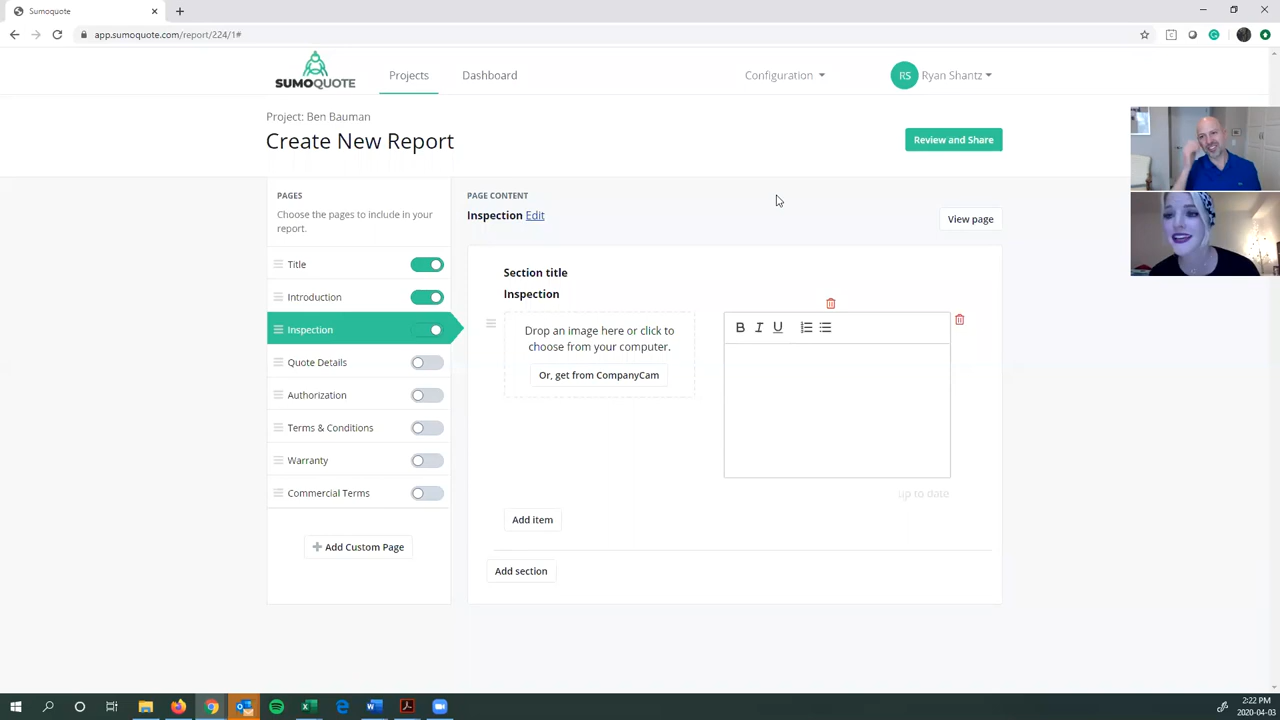 Sumoquote
app.sumoquote.com/report/224/1#
SUMOQUOTE
Projects
Dashboard
Configuration
RS
Ryan Shantz
Project: Ben Bauman
Create New Report
Review and Share
PAGES
Choose the pages to include in your
report.
Title
Introduction
Inspection
Quote Details
Authorization
Terms & Conditions
Warranty
Commercial Terms
+ Add Custom Page
PAGE CONTENT
Inspection Edit
View page
Section title
Inspection
Drop an image here or click to
choose from your computer.
Or, get from CompanyCam
B I U
up to date
Add item
Add section
2:22 PM
2020-04-03